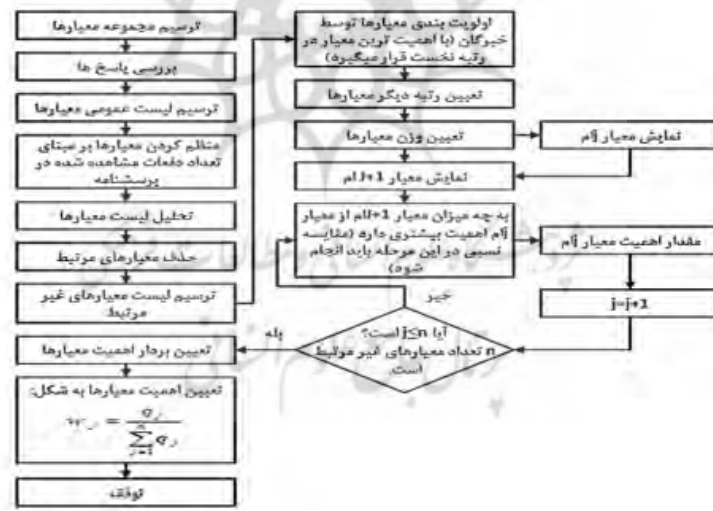 ترسیم مجموعه معیارها
بررسی پاسخ ها
ترسیم لیست عمومی معیارها
منظم کردن معیارها بر مبنای
تعداد دفعات مشاهده شده در
پرسشنامه
تحلیل لیست معیارها
حذف معیارهای مرتبط
ترسیم لیست معیارهای غیر
مرتبط
اولویت بندی معیارها توسط
خبرگان (با اهمیت ترین معیار در
رتبه نخست قرار میگیرد)
تعیین رتبه دیگر معیارها
تعیین وزن معیارها
نمایش معیار jام
نمایش معیار J+1ام
به چه میزان معیار J+1ام از معیار
jام اهمیت بیشتری دارد (مقایسه
نسبی در این مرحله باید انجام
شود)
مقدار اهمیت معیار jام
j=j+1
خیر
آیا j≤n است؟
n تعداد معیارهای غیر مرتبط
است.
بله
تعیین بردار اهمیت معیارها
تعیین اهمیت معیارها به شکل:
w_j = q_j / ∑_{j=1}^{n} q_j
توقف